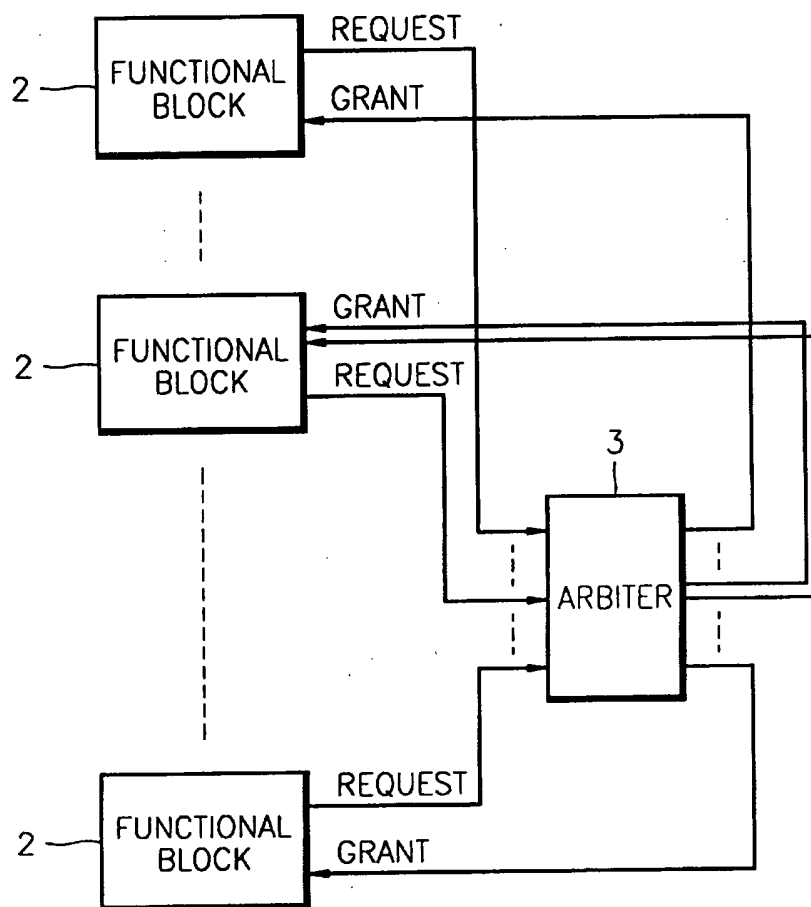 REQUEST
FUNCTIONAL
BLOCK
2
GRANT
GRANT
FUNCTIONAL
BLOCK
2
REQUEST
3
ARBITER
REQUEST
FUNCTIONAL
BLOCK
2
GRANT